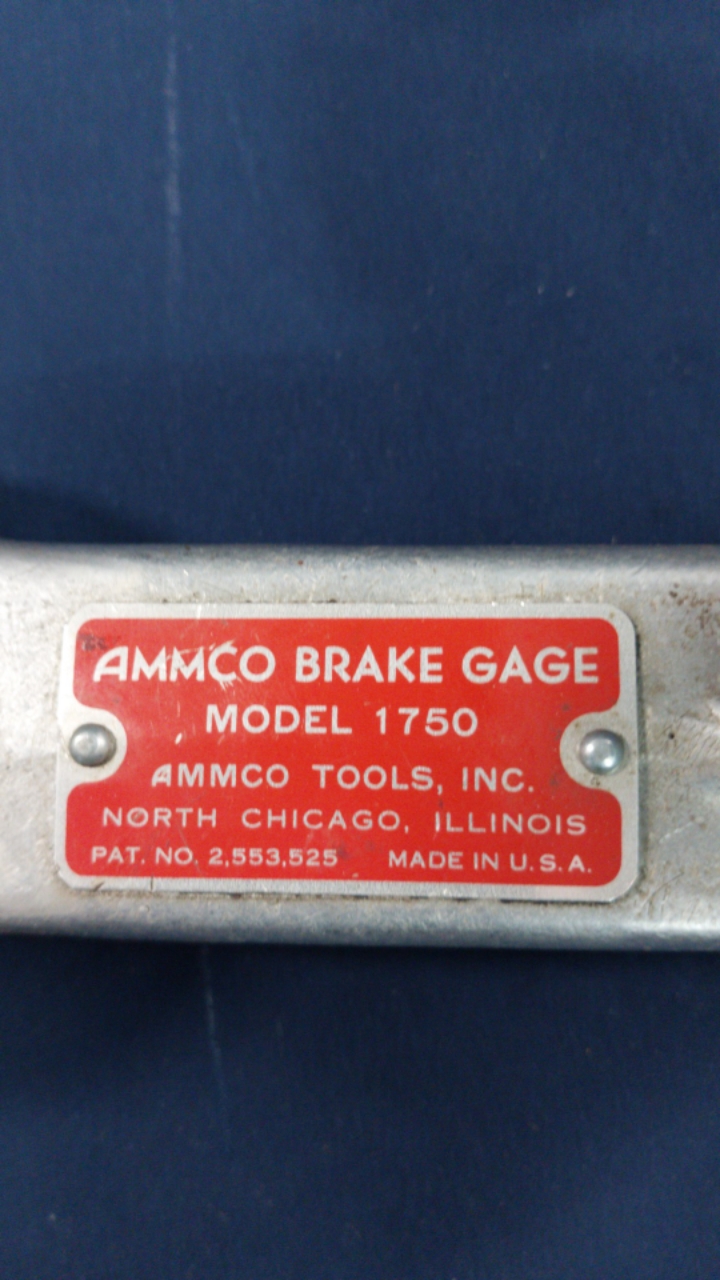 AMMCO BRAKE GAGE
MODEL 1750
AMMCO TOOLS, INC.
NORTH CHICAGO, ILLINOIS
PAT. NO. 2,553,525 MADE IN U.S.A.